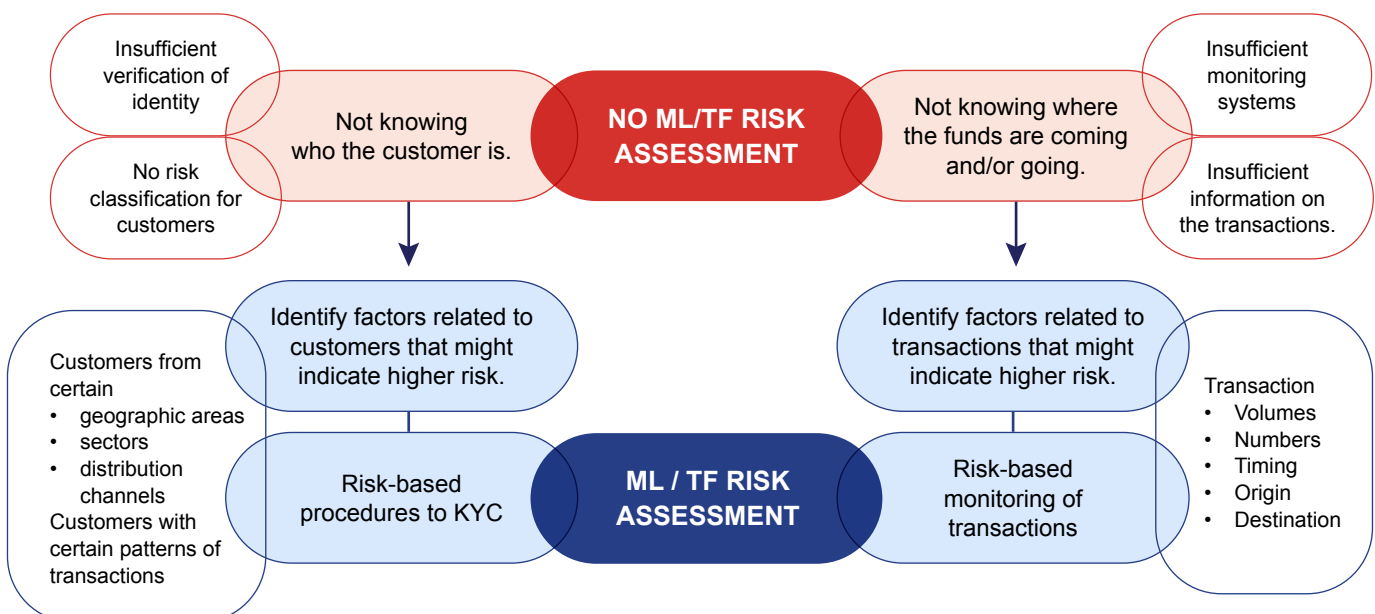 Insufficient
verification of
identity
No risk
classification for
customers
Not knowing
who the customer is.
NO ML/TF RISK
ASSESSMENT
Not knowing where
the funds are coming
and/or going.
Insufficient
monitoring
systems
Insufficient
information on
the transactions.
Identify factors related to
customers that might
indicate higher risk.
Identify factors related to
transactions that might
indicate higher risk.
Customers from
certain
• geographic areas
• sectors
• distribution
channels
Customers with
certain patterns of
transactions
Risk-based
procedures to KYC
ML / TF RISK
ASSESSMENT
Risk-based
monitoring of
transactions
Transaction
• Volumes
• Numbers
• Timing
• Origin
• Destination